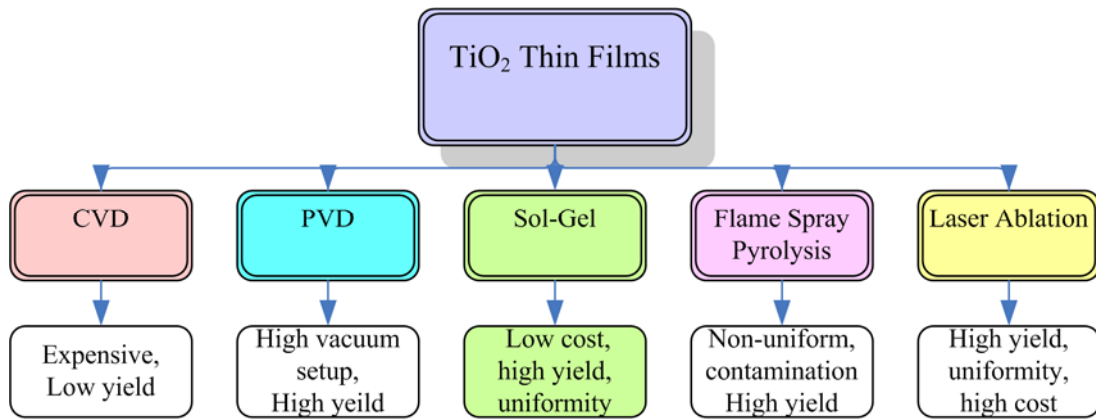 TiO₂ Thin Films
CVD
PVD
Sol-Gel
Flame Spray
Pyrolysis
Laser Ablation
Expensive,
Low yield
High vacuum
setup,
High yeild
Low cost,
high yield,
uniformity
Non-uniform,
contamination
High yield
High yield,
uniformity,
high cost